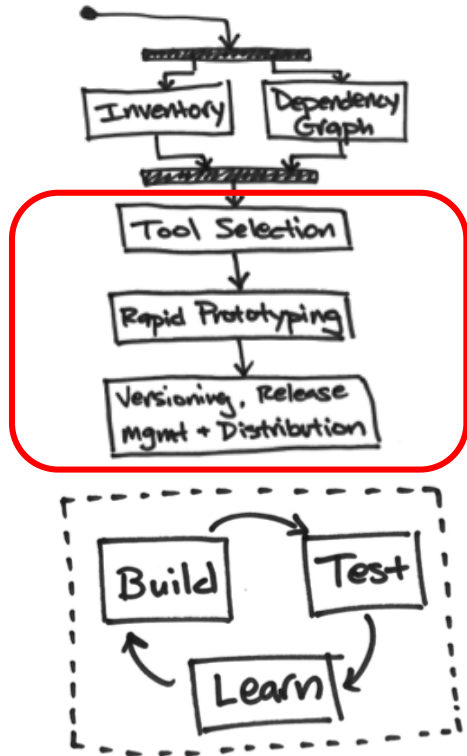 Inventory
Dependency
Graph
Tool Selection
Rapid Prototyping
Versioning, Release
Mgmt + Distribution
Build
Test
Learn